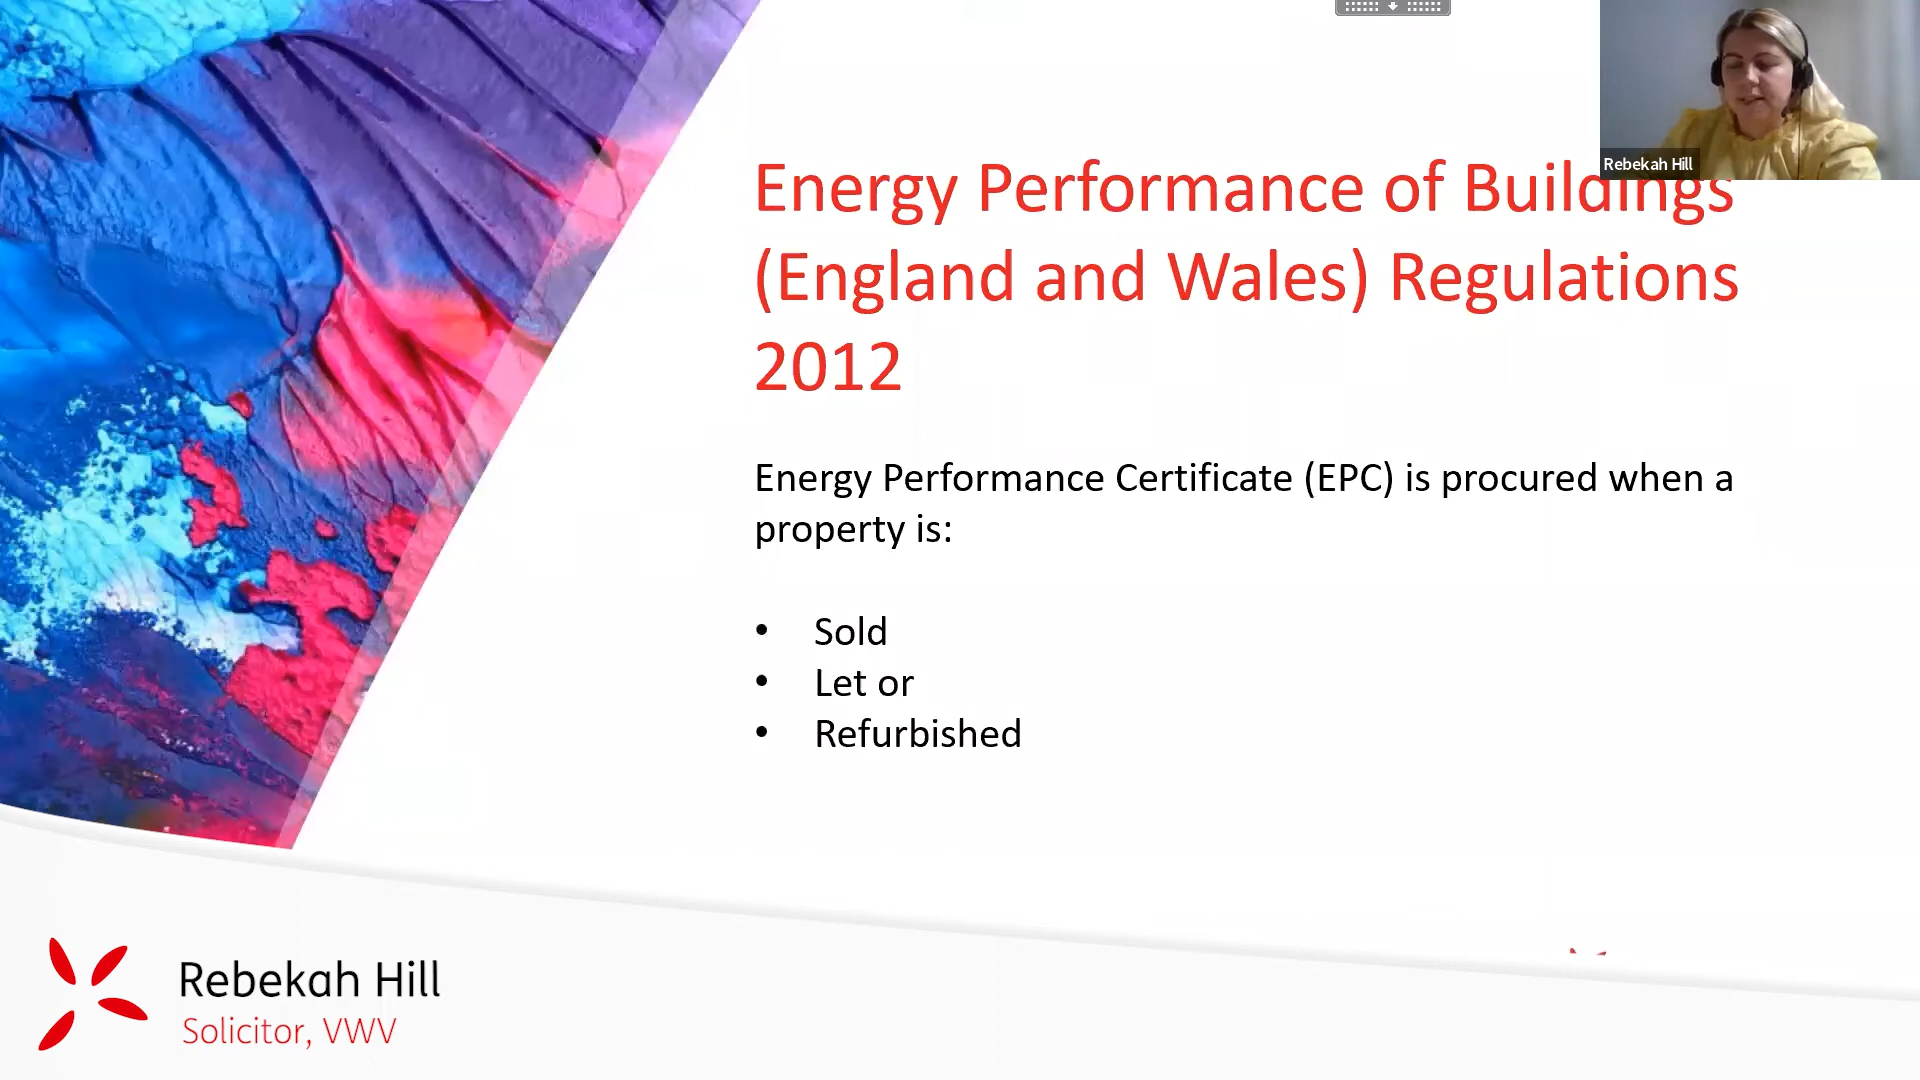 Rebekah Hill
Energy Performance of Buildings
(England and Wales) Regulations
2012
Energy Performance Certificate (EPC) is procured when a
property is:
• Sold
• Let or
• Refurbished
Rebekah Hill
Solicitor, VWV